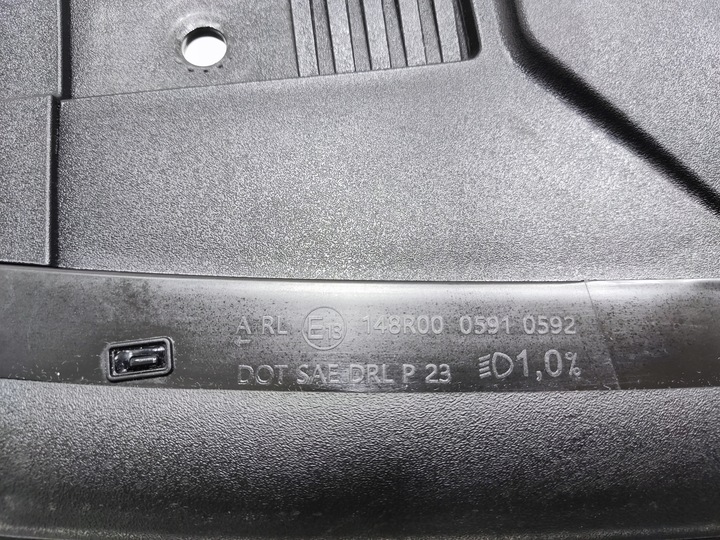 A RL E13 148R00 0591 0592
DOT SAE DRL P 23 1,0%